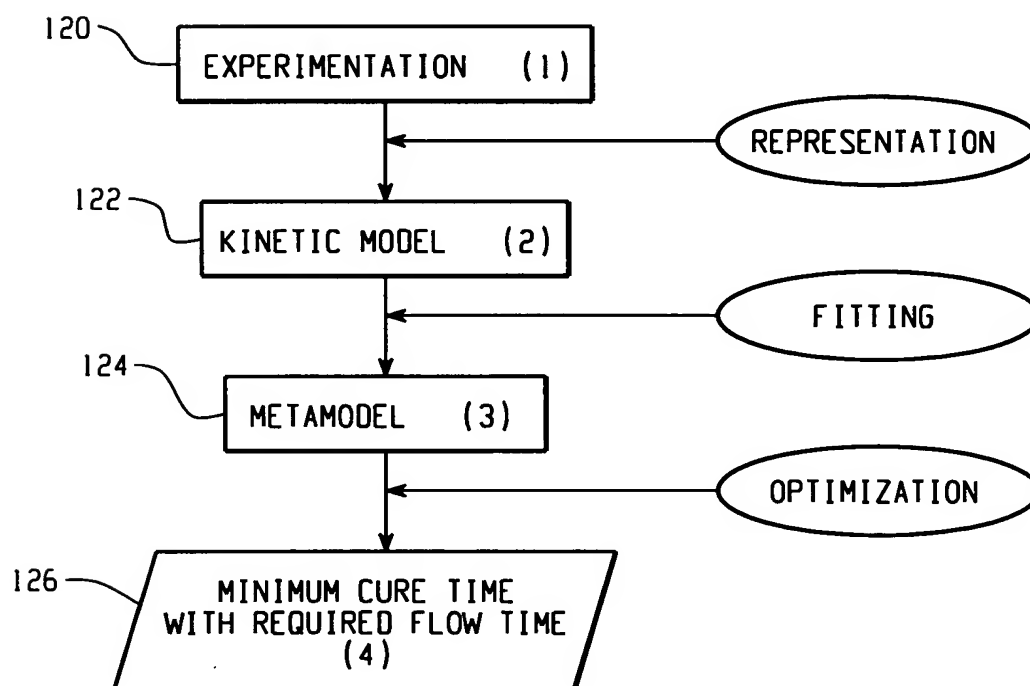 120
EXPERIMENTATION (1)
REPRESENTATION
122
KINETIC MODEL (2)
FITTING
124
METAMODEL (3)
OPTIMIZATION
126
MINIMUM CURE TIME
WITH REQUIRED FLOW TIME
(4)